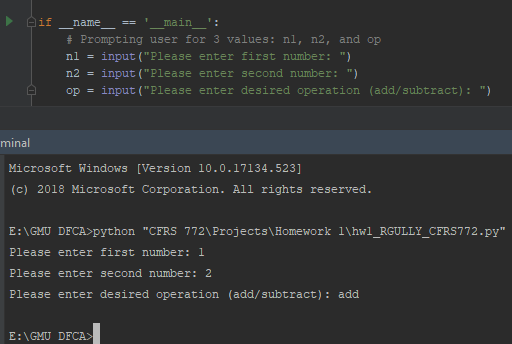 if __name__ == '__main__':
# Prompting user for 3 values: n1, n2, and op
n1 = input("Please enter first number: ")
n2 = input("Please enter second number: ")
op = input("Please enter desired operation (add/subtract): ")
minal
Microsoft Windows [Version 10.0.17134.523]
(c) 2018 Microsoft Corporation. All rights reserved.
E:\GMU DFCA>python "CFRS 772\Projects\Homework 1\hw1_RGULLY_CFRS772.py"
Please enter first number: 1
Please enter second number: 2
Please enter desired operation (add/subtract): add
E:\GMU DFCA>